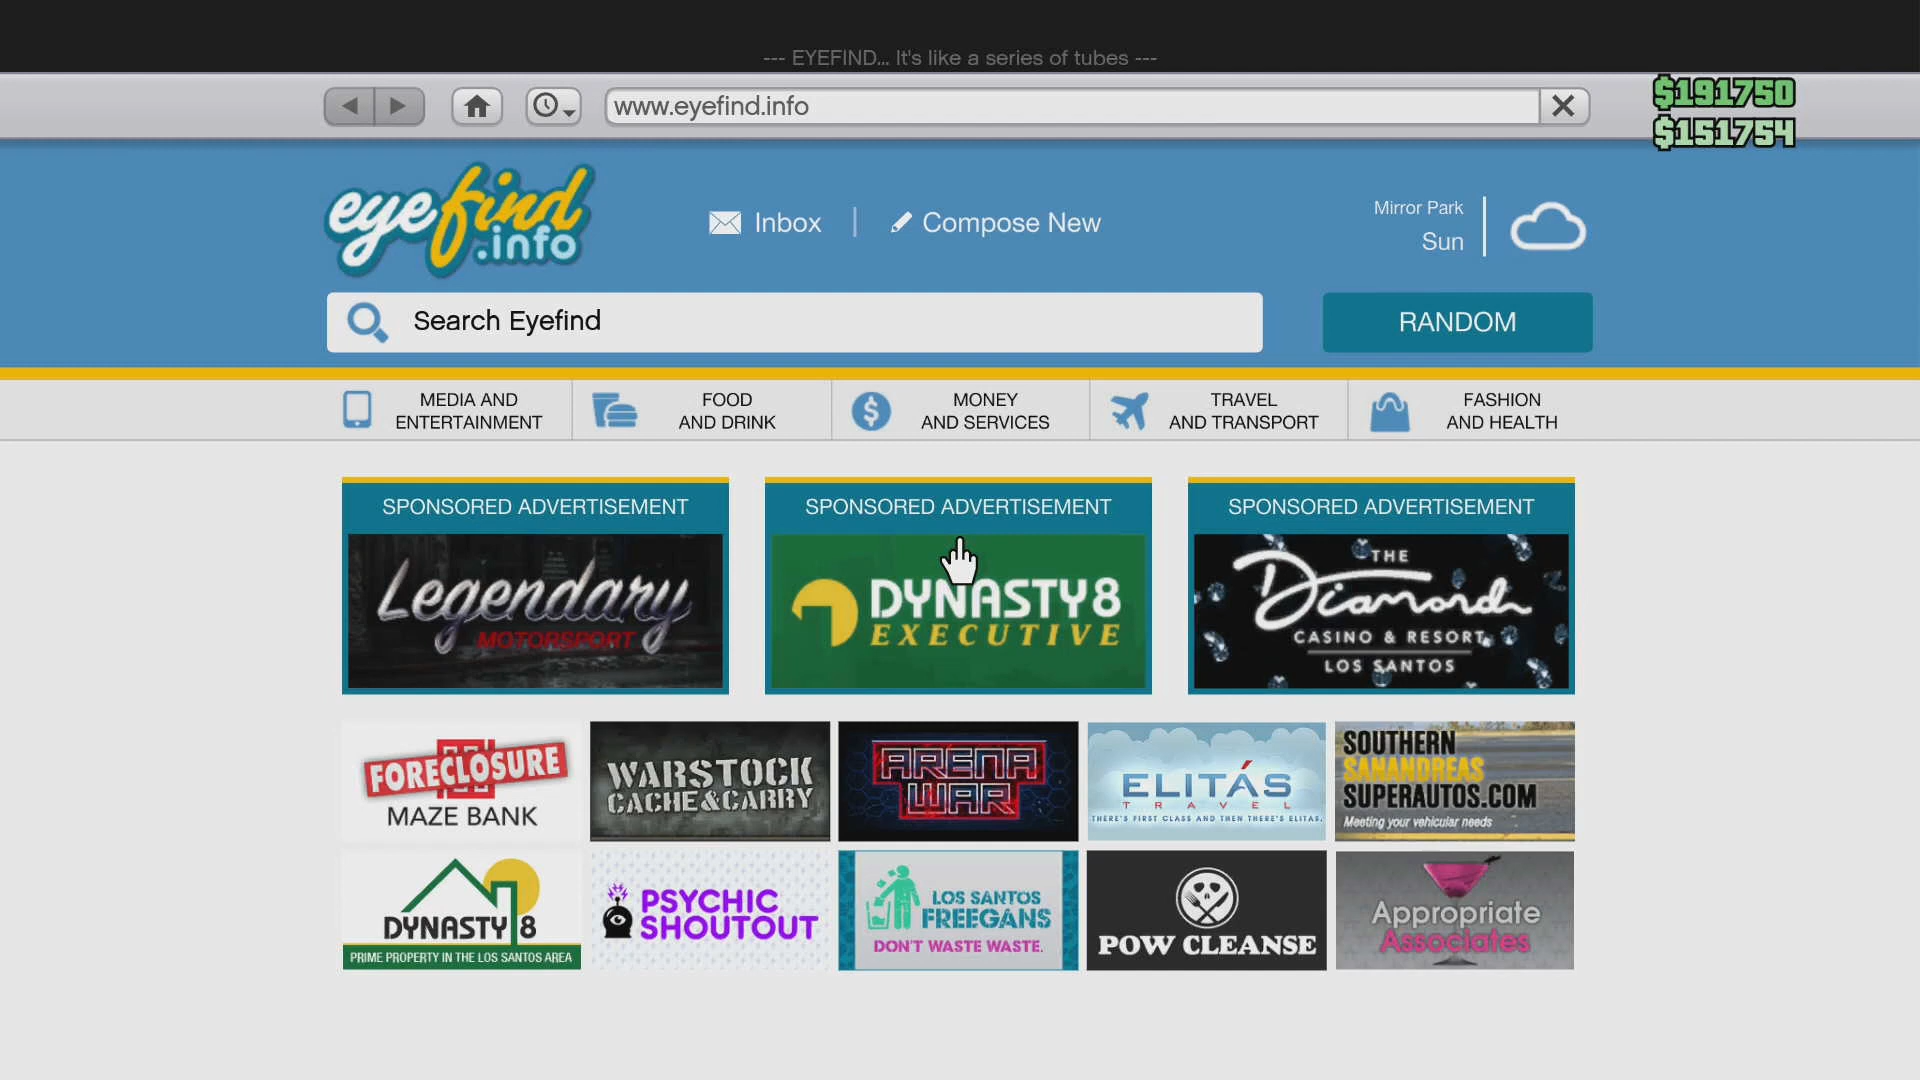 --- EYEFIND... It's like a series of tubes ---
www.eyefind.info
$191750
$151754
eyefind
.info
Inbox
Compose New
Mirror Park
Sun
Search Eyefind
RANDOM
MEDIA AND
ENTERTAINMENT
FOOD
AND DRINK
MONEY
AND SERVICES
TRAVEL
AND TRANSPORT
FASHION
AND HEALTH
SPONSORED ADVERTISEMENT
Legendary
MOTORSPORT
SPONSORED ADVERTISEMENT
DYNASTY8
EXECUTIVE
SPONSORED ADVERTISEMENT
THE
Diamond
CASINO & RESORT
LOS SANTOS
FORECLOSURE
MAZE BANK
WARSTOCK
CACHE&CARRY
ARENA
WAR
ELITÁS
TRAVEL
THERE'S FIRST CLASS AND THEN THERE'S ELITAS.
SOUTHERN
SANANDREAS
SUPERAUTOS.COM
Meeting your vehicular needs
DYNASTY 8
PRIME PROPERTY IN THE LOS SANTOS AREA
PSYCHIC
SHOUTOUT
LOS SANTOS
FREEGANS
DON'T WASTE WASTE.
POW CLEANSE
Appropriate
Associates